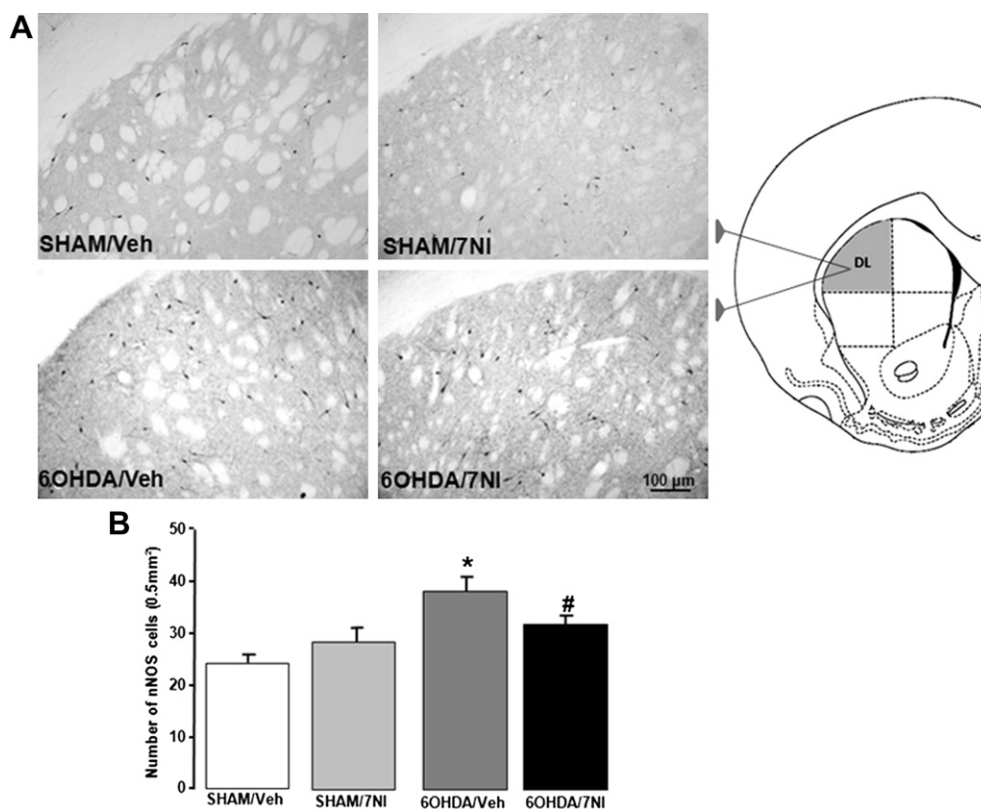 A
SHAM/Veh
SHAM/7NI
DL
6OHDA/Veh
6OHDA/7NI
100 µm
B
Number of nNOS cells (0.5mm²)
50
40
30
20
10
0
*
#
SHAM/Veh
SHAM/7NI
6OHDA/Veh
6OHDA/7NI